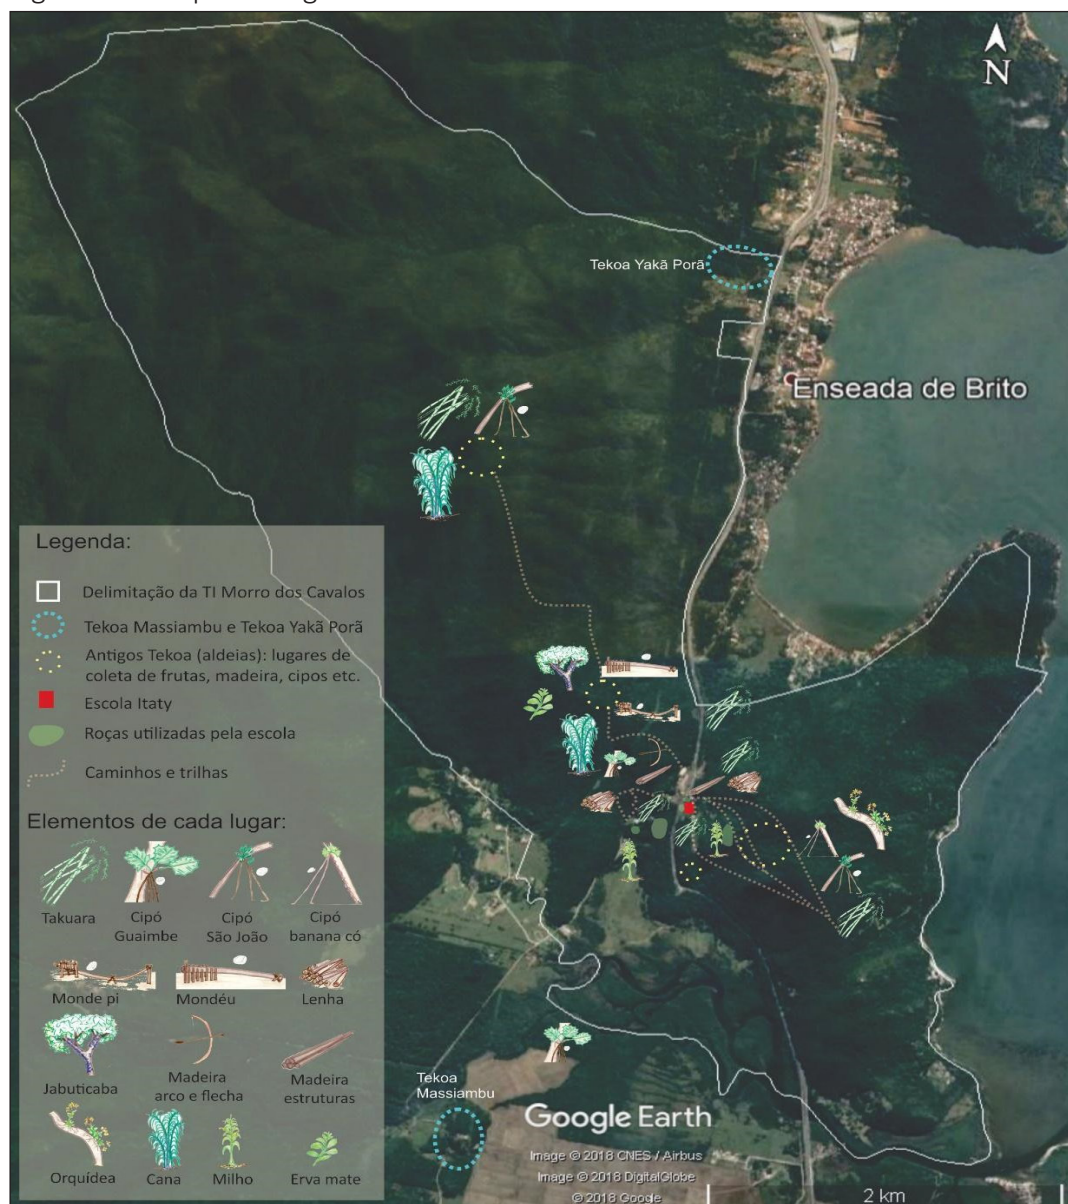 N
Tekoa Yakã Porã
Enseada de Brito
Legenda:
Delimitação da TI Morro dos Cavalos
Tekoa Massiambu e Tekoa Yakã Porã
Antigos Tekoa (aldeias): lugares de
coleta de frutas, madeira, cipos etc.
Escola Itaty
Roças utilizadas pela escola
Caminhos e trilhas
Elementos de cada lugar:
Takuara
Cipó
Guaimbe
Cipó
São João
Cipó
banana có
Monde pi
Mondéu
Lenha
Jabuticaba
Madeira
arco e flecha
Madeira
estruturas
Orquídea
Cana
Milho
Erva mate
Tekoa
Massiambu
Google Earth
Image © 2018 CNES / Airbus
Image © 2018 DigitalGlobe
© 2018 Google
2 km